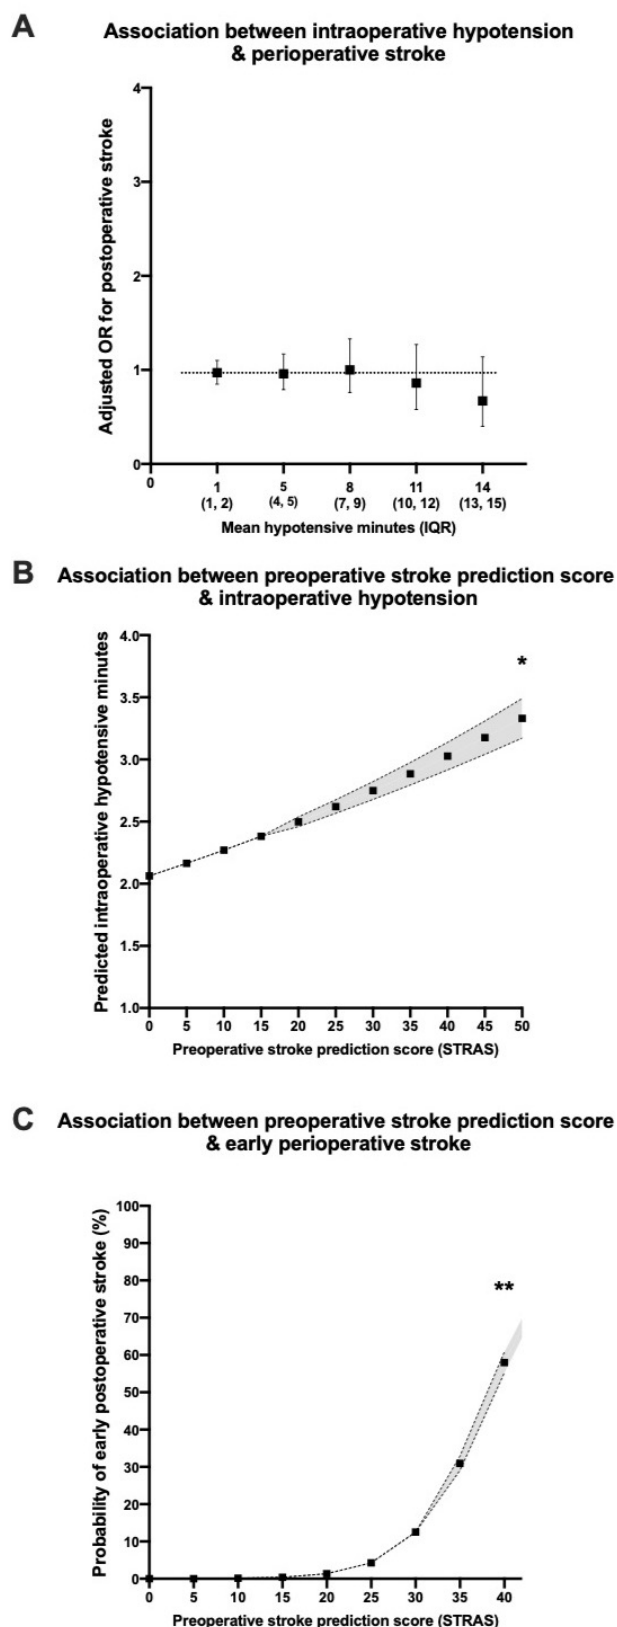 A
Association between intraoperative hypotension
& perioperative stroke
Adjusted OR for postoperative stroke
4
3
2
1
0
0
1
5
8
11
14
(1, 2)
(4, 5)
(7, 9)
(10, 12)
(13, 15)
Mean hypotensive minutes (IQR)
B
Association between preoperative stroke prediction score
& intraoperative hypotension
Predicted intraoperative hypotensive minutes
4.0
3.5
3.0
2.5
2.0
1.5
1.0
*
0 5 10 15 20 25 30 35 40 45 50
Preoperative stroke prediction score (STRAS)
C
Association between preoperative stroke prediction score
& early perioperative stroke
Probability of early postoperative stroke (%)
100
90
80
70
60
50
40
30
20
10
0
**
0 5 10 15 20 25 30 35 40
Preoperative stroke prediction score (STRAS)